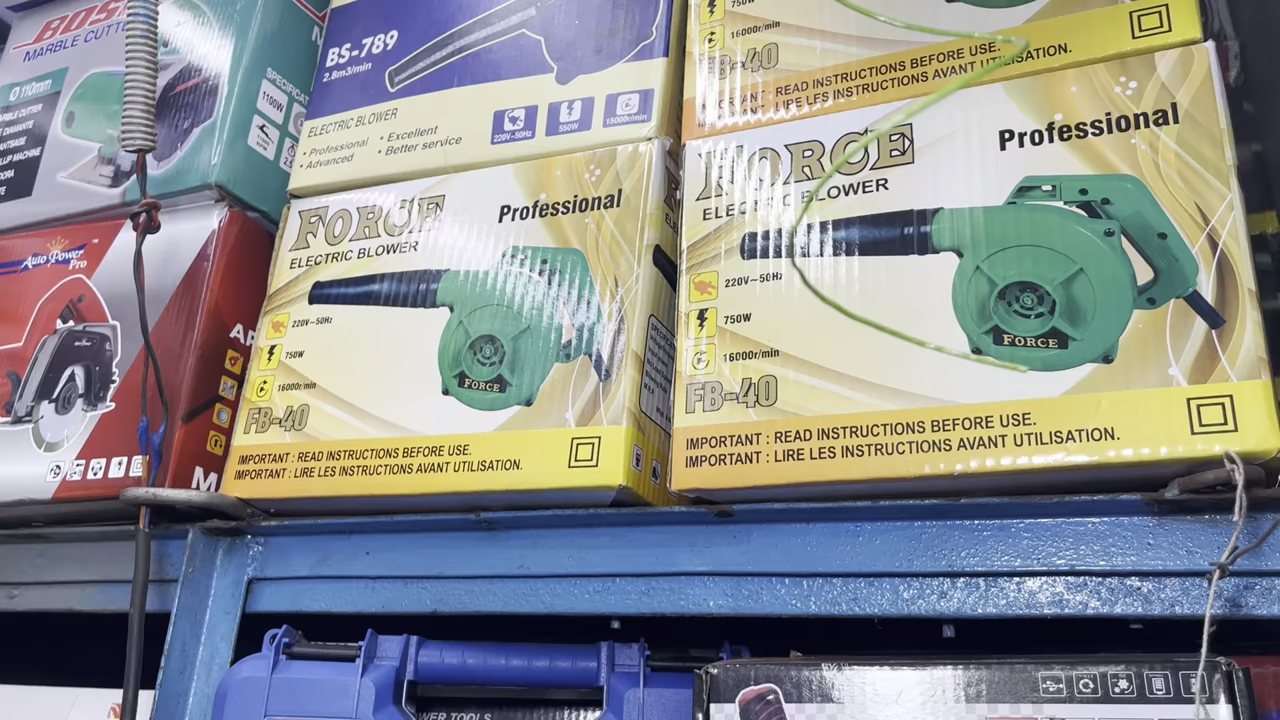 MARBLE CUTTE
Ø 110mm
1100W
BS-789
2.8m3/min
ELECTRIC BLOWER
• Professional
• Advanced
• Excellent
• Better service
220V~50Hz
550W
15000r/min
750W
16000r/min
FB-40
: READ INSTRUCTIONS BEFORE USE.
: LIRE LES INSTRUCTIONS AVANT UTILISATION.
Auto Power
Pro
FORCE
Professional
ELECTRIC BLOWER
220V~50Hz
750W
16000r/min
FORCE
FB-40
IMPORTANT : READ INSTRUCTIONS BEFORE USE.
IMPORTANT : LIRE LES INSTRUCTIONS AVANT UTILISATION.
FORCE
Professional
ELECTRIC BLOWER
220V~50Hz
750W
16000r/min
FORCE
FB-40
IMPORTANT : READ INSTRUCTIONS BEFORE USE.
IMPORTANT : LIRE LES INSTRUCTIONS AVANT UTILISATION.
WER TOOLS